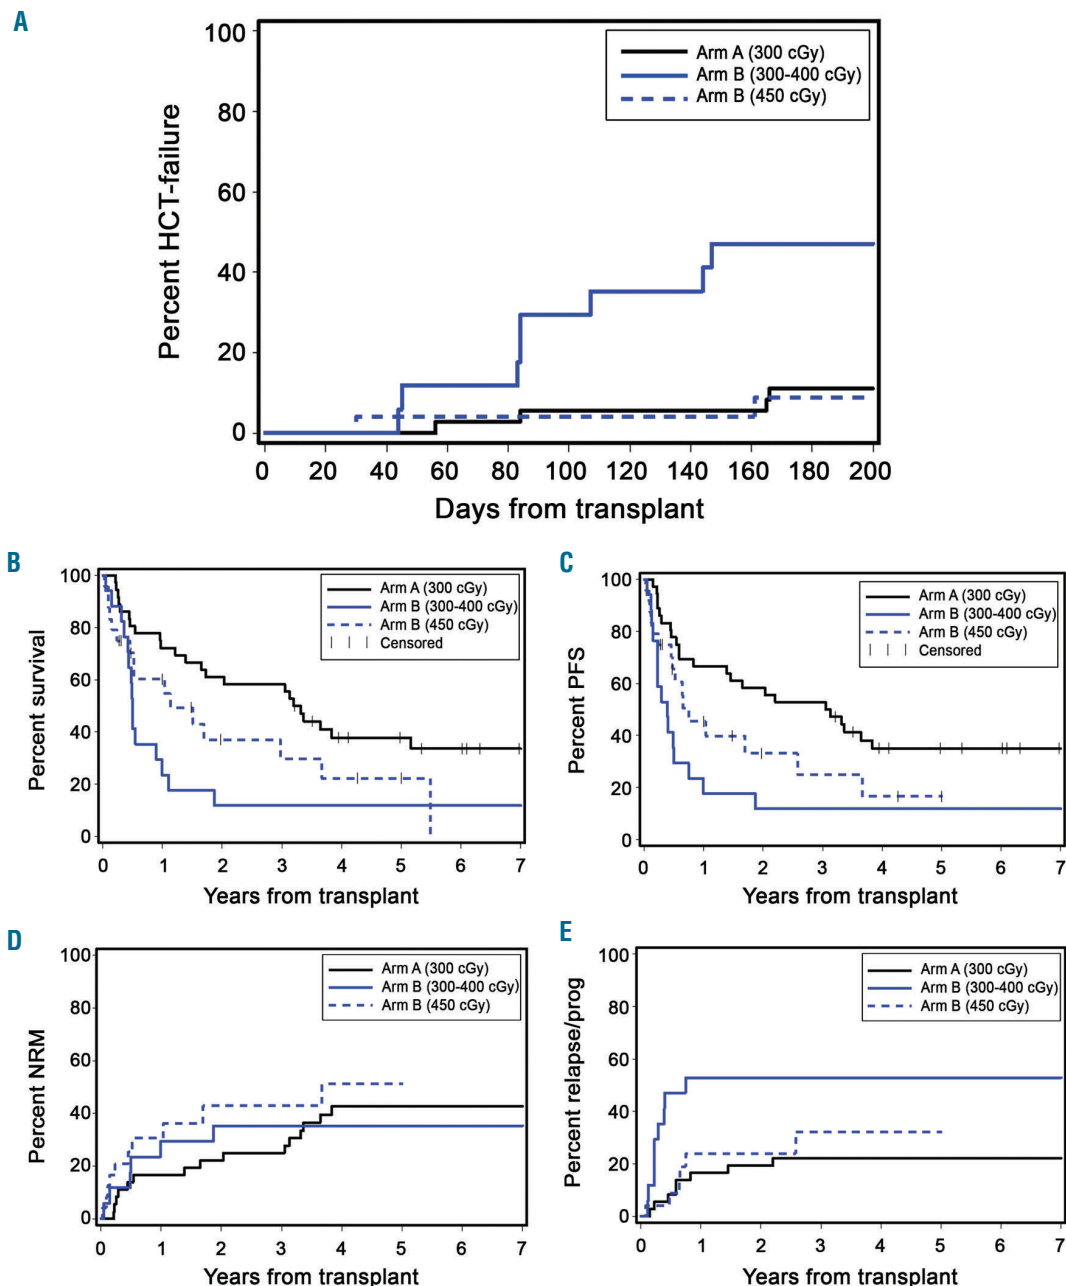 A
Percent HCT-failure
100
80
60
40
20
0
Arm A (300 cGy)
Arm B (300-400 cGy)
Arm B (450 cGy)
0 20 40 60 80 100 120 140 160 180 200
Days from transplant
B
Percent survival
100
80
60
40
20
0
Arm A (300 cGy)
Arm B (300-400 cGy)
Arm B (450 cGy)
Censored
0 1 2 3 4 5 6 7
Years from transplant
C
Percent PFS
100
80
60
40
20
0
Arm A (300 cGy)
Arm B (300-400 cGy)
Arm B (450 cGy)
Censored
0 1 2 3 4 5 6 7
Years from transplant
D
Percent NRM
100
80
60
40
20
0
Arm A (300 cGy)
Arm B (300-400 cGy)
Arm B (450 cGy)
0 1 2 3 4 5 6 7
Years from transplant
E
Percent relapse/prog
100
80
60
40
20
0
Arm A (300 cGy)
Arm B (300-400 cGy)
Arm B (450 cGy)
0 1 2 3 4 5 6 7
Years from transplant